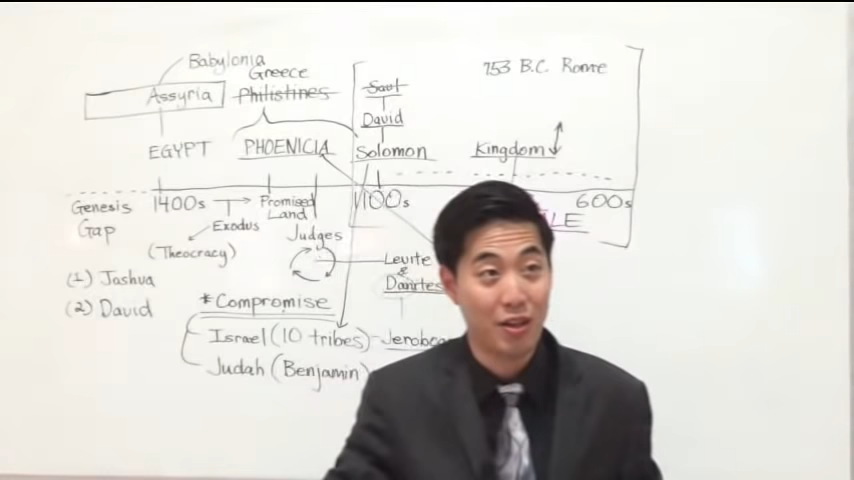 Babylonia
Greece
Assyria
Philistines
Saul
David
753 B.C. Rome
EGYPT
PHOENICIA
Solomon
Kingdom
Genesis Gap
1400s
Promised Land
1100s
600s
Exodus
(Theocracy)
Judges
Levite
&
Danites
(1) Joshua
(2) David
*Compromise
Israel (10 tribes) -
Judah (Benjamin)